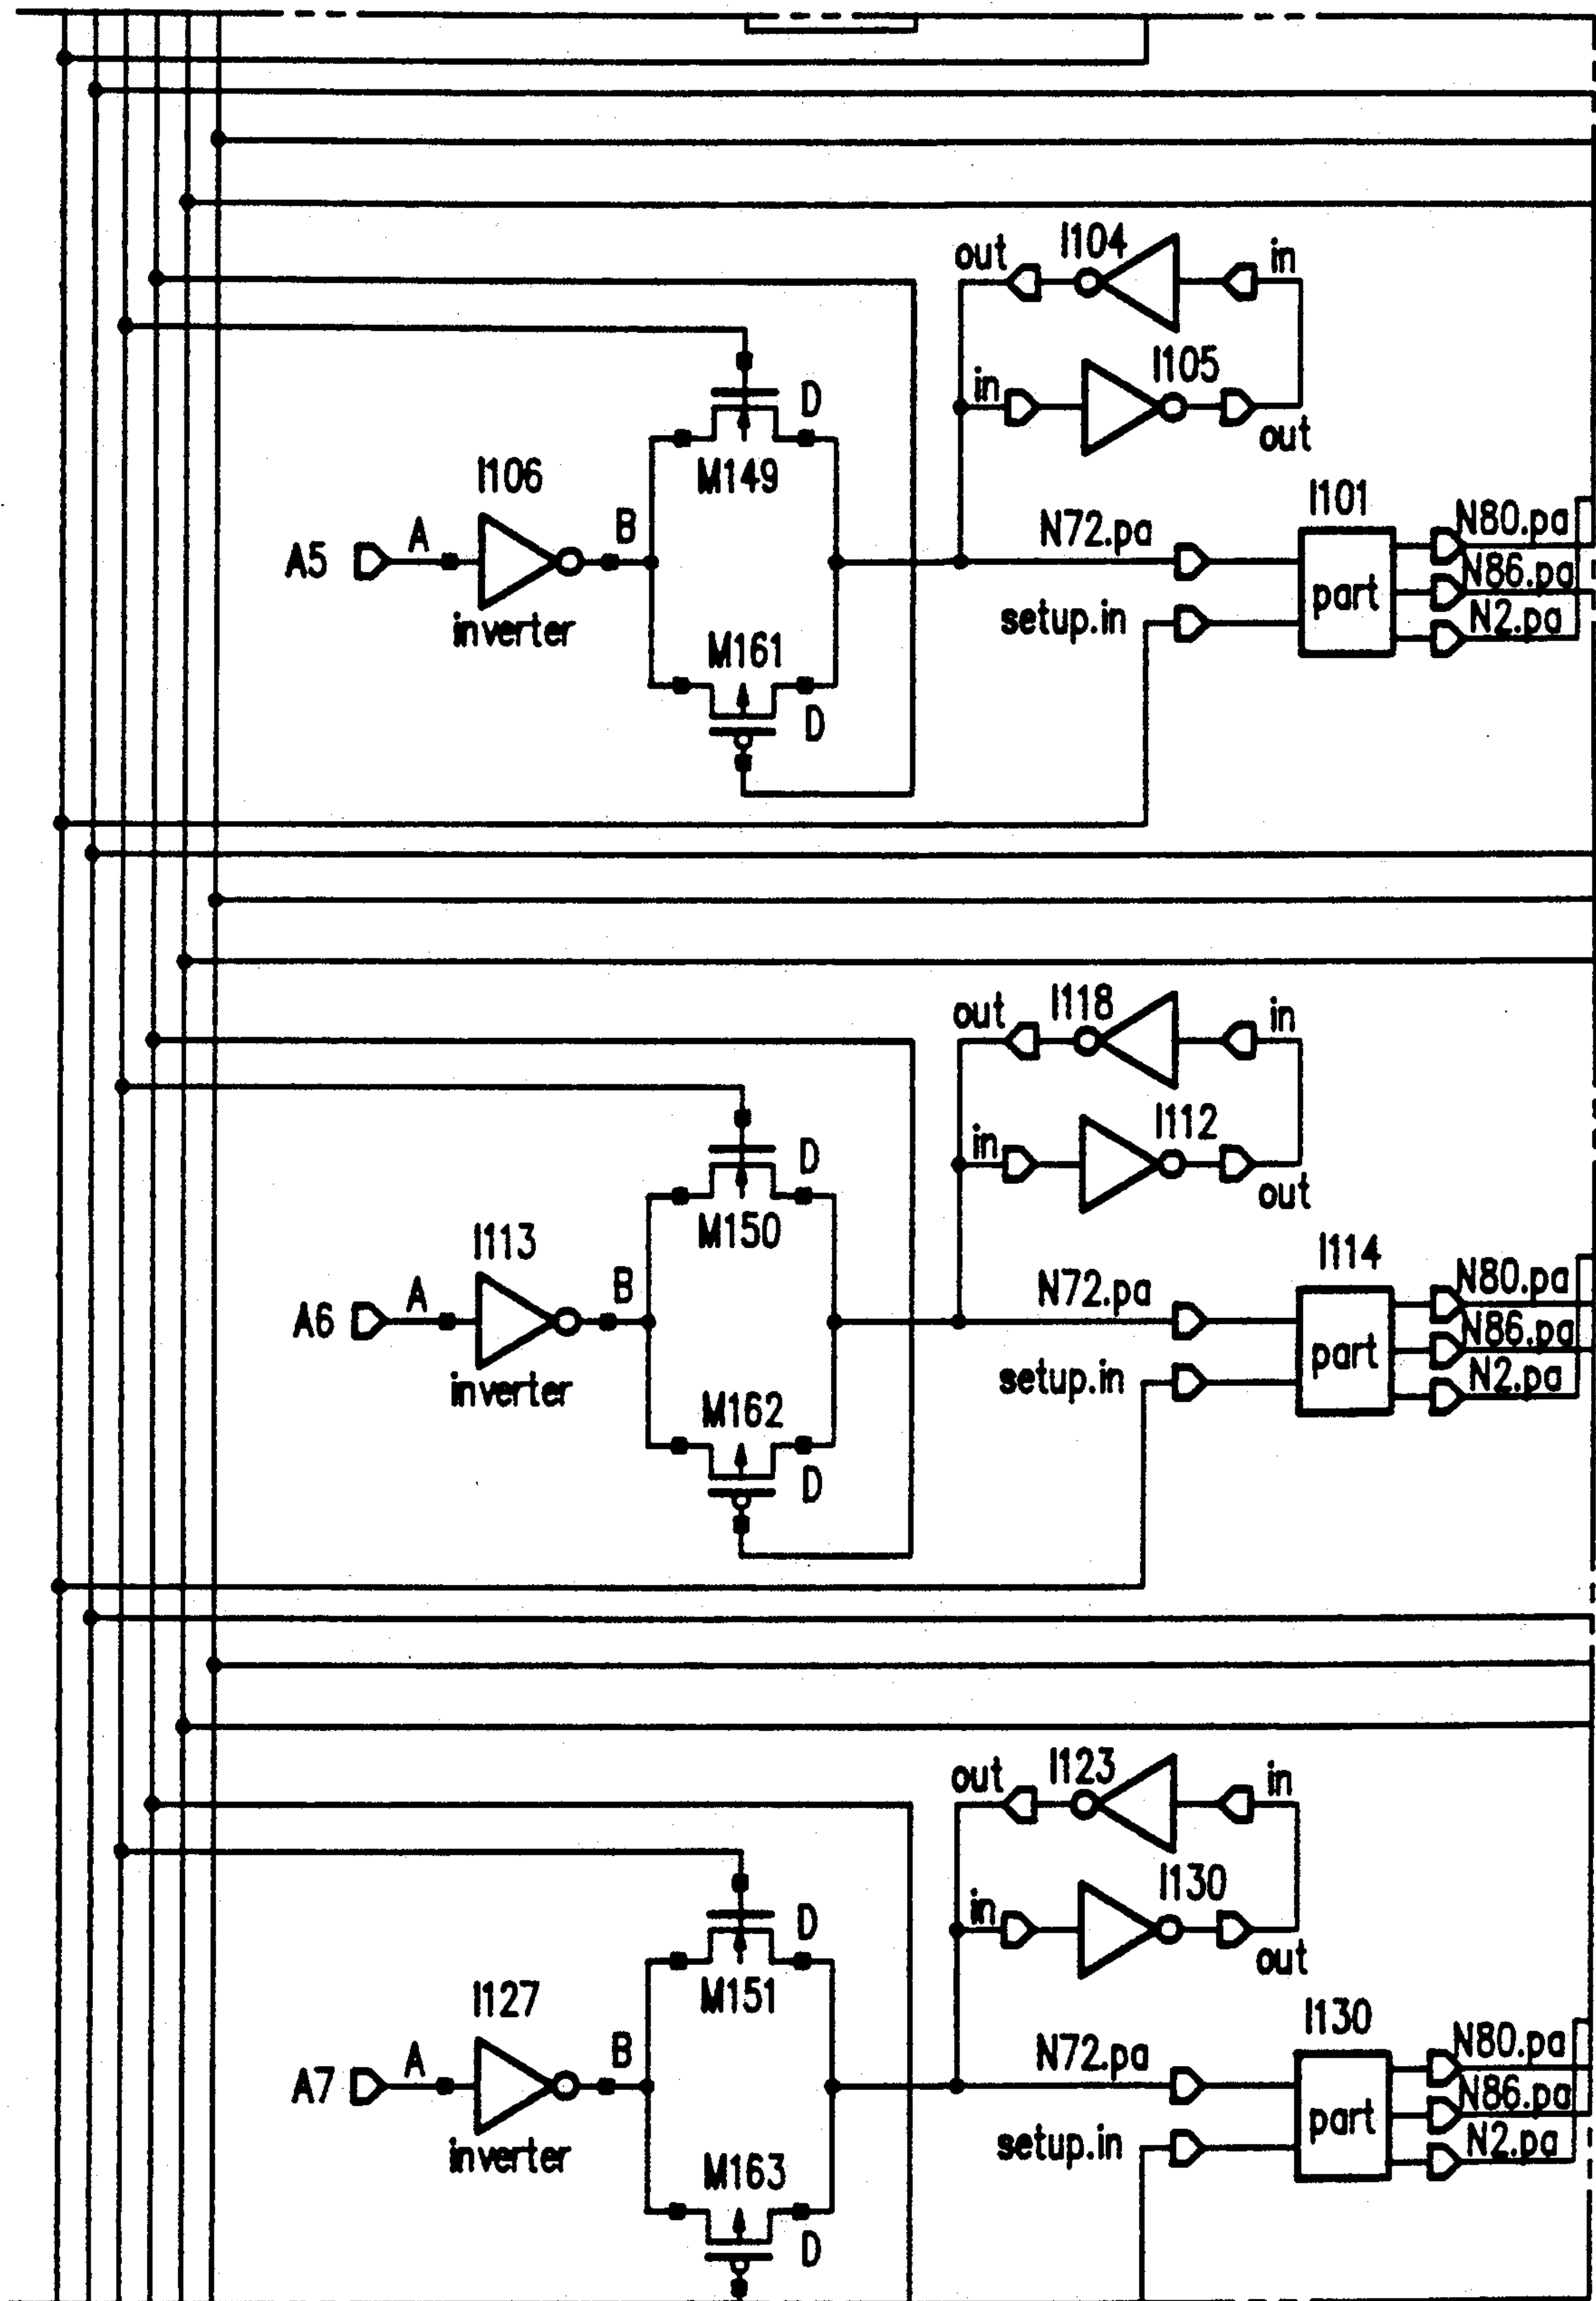 out
I104
in
in
I105
out
D
M149
I106
A5
A
B
inverter
M161
D
N72.pa
setup.in
I101
part
N80.pa
N86.pa
N2.pa
out
I118
in
in
I112
out
D
M150
I113
A6
A
B
inverter
M162
D
N72.pa
setup.in
I114
part
N80.pa
N86.pa
N2.pa
out
I123
in
in
I130
out
D
M151
I127
A7
A
B
inverter
M163
D
N72.pa
setup.in
I130
part
N80.pa
N86.pa
N2.pa